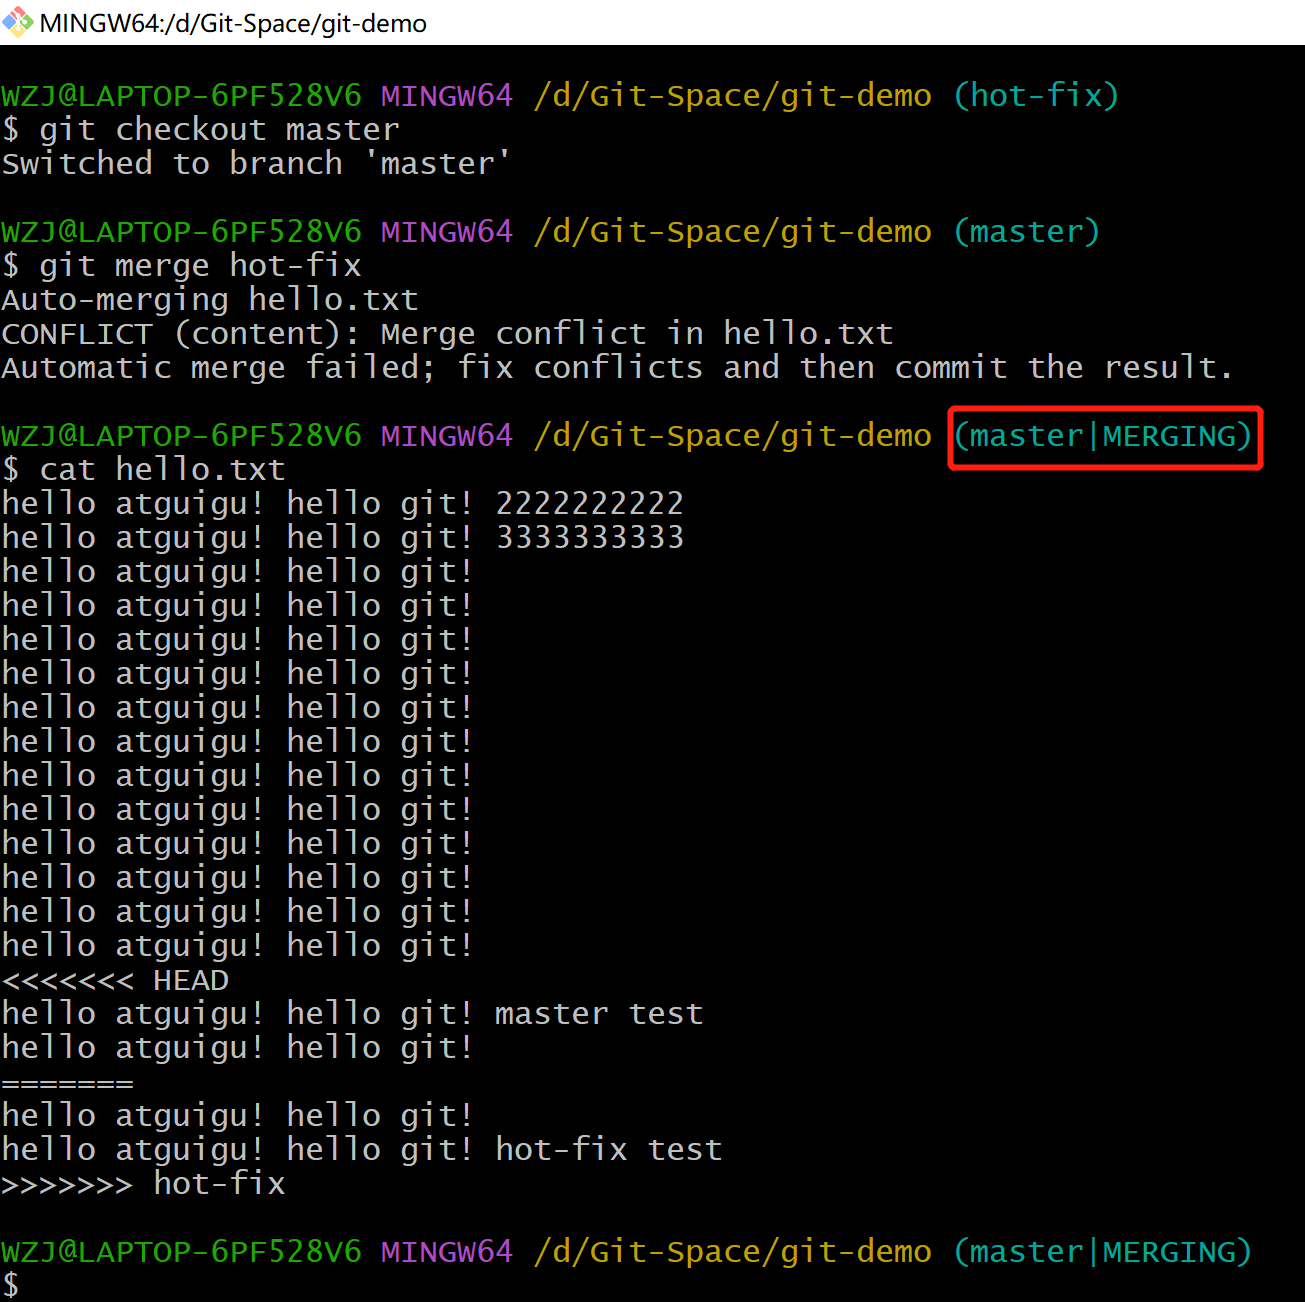 MINGW64:/d/Git-Space/git-demo
WZJ@LAPTOP-6PF528V6 MINGW64 /d/Git-Space/git-demo (hot-fix)
$ git checkout master
Switched to branch 'master'
WZJ@LAPTOP-6PF528V6 MINGW64 /d/Git-Space/git-demo (master)
$ git merge hot-fix
Auto-merging hello.txt
CONFLICT (content): Merge conflict in hello.txt
Automatic merge failed; fix conflicts and then commit the result.
WZJ@LAPTOP-6PF528V6 MINGW64 /d/Git-Space/git-demo (master|MERGING)
$ cat hello.txt
hello atguigu! hello git! 2222222222
hello atguigu! hello git! 3333333333
hello atguigu! hello git!
hello atguigu! hello git!
hello atguigu! hello git!
hello atguigu! hello git!
hello atguigu! hello git!
hello atguigu! hello git!
hello atguigu! hello git!
hello atguigu! hello git!
hello atguigu! hello git!
hello atguigu! hello git!
hello atguigu! hello git!
hello atguigu! hello git!
<<<<<<< HEAD
hello atguigu! hello git! master test
hello atguigu! hello git!
=======
hello atguigu! hello git!
hello atguigu! hello git! hot-fix test
>>>>>>> hot-fix
WZJ@LAPTOP-6PF528V6 MINGW64 /d/Git-Space/git-demo (master|MERGING)
$